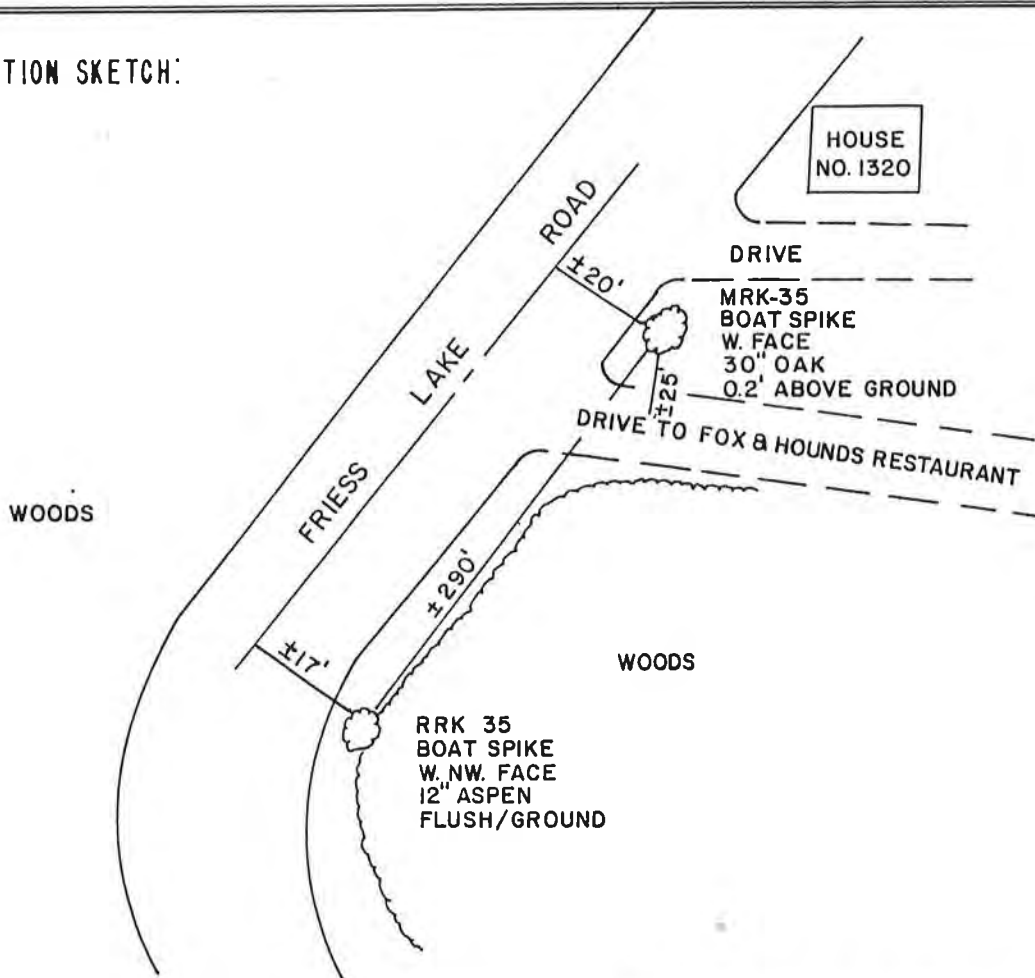 TION SKETCH:
HOUSE
NO. 1320
FRIESS LAKE ROAD
±20'
DRIVE
MRK-35
BOAT SPIKE
W. FACE
30" OAK
0.2' ABOVE GROUND
±25'
DRIVE TO FOX & HOUNDS RESTAURANT
WOODS
±290'
±17'
WOODS
RRK 35
BOAT SPIKE
W. NW. FACE
12" ASPEN
FLUSH/GROUND